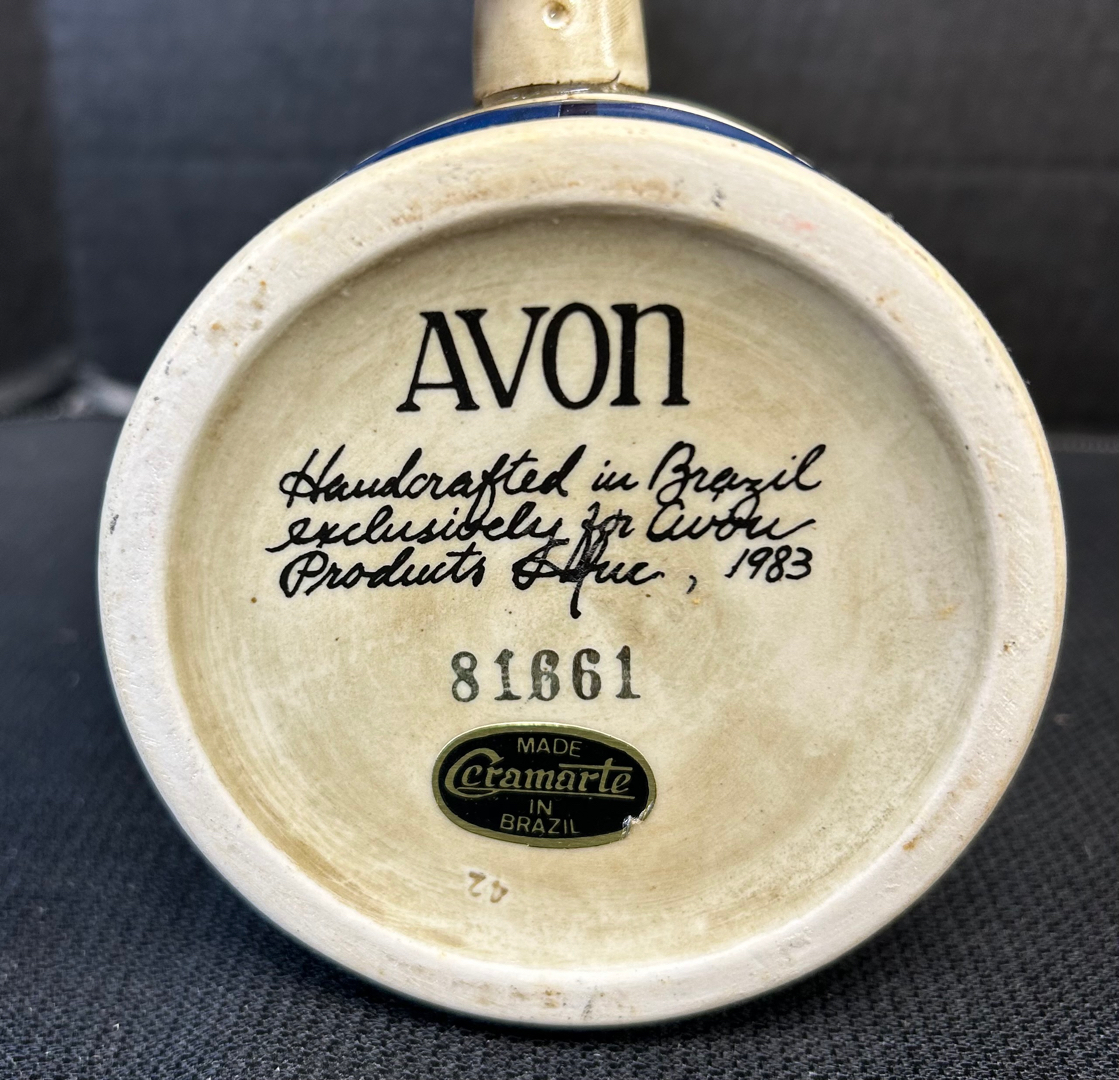 AVON
Handcrafted in Brazil
exclusively for Avon
Products Inc., 1983
81661
MADE
Ceramarte
IN
BRAZIL
42